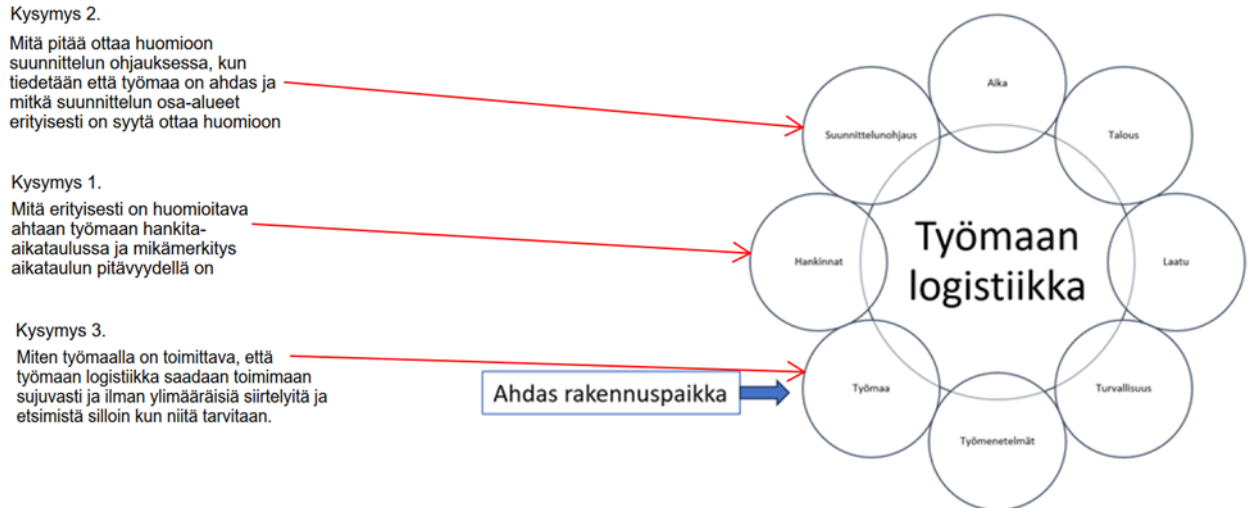 Kysymys 2.
Mitä pitää ottaa huomioon
suunnittelun ohjauksessa, kun
tiedetään että työmaa on ahdas ja
mitkä suunnittelun osa-alueet
erityisesti on syytä ottaa huomioon
Kysymys 1.
Mitä erityisesti on huomioitava
ahtaan työmaan hankita-
aikataulussa ja mikämerkitys
aikataulun pitävyydellä on
Kysymys 3.
Miten työmaalla on toimittava, että
työmaan logistiikka saadaan toimimaan
sujuvasti ja ilman ylimääräisiä siirtelyitä ja
etsimistä silloin kun niitä tarvitaan.
Ahdas rakennuspaikka
Aika
Suunnittelunohjaus
Talous
Hankinnat
Työmaan
logistiikka
Laatu
Työmaa
Turvallisuus
Työmenetelmät